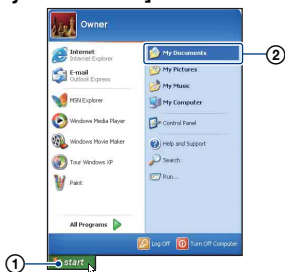 Owner
Internet
Internet Explorer
E-mail
Outlook Express
MSN Explorer
Windows Media Player
Windows Movie Maker
Tour Windows XP
Paint
All Programs
My Documents
My Pictures
My Music
My Computer
Control Panel
Help and Support
Search
Run...
Log Off
Turn Off Computer
start
1
2